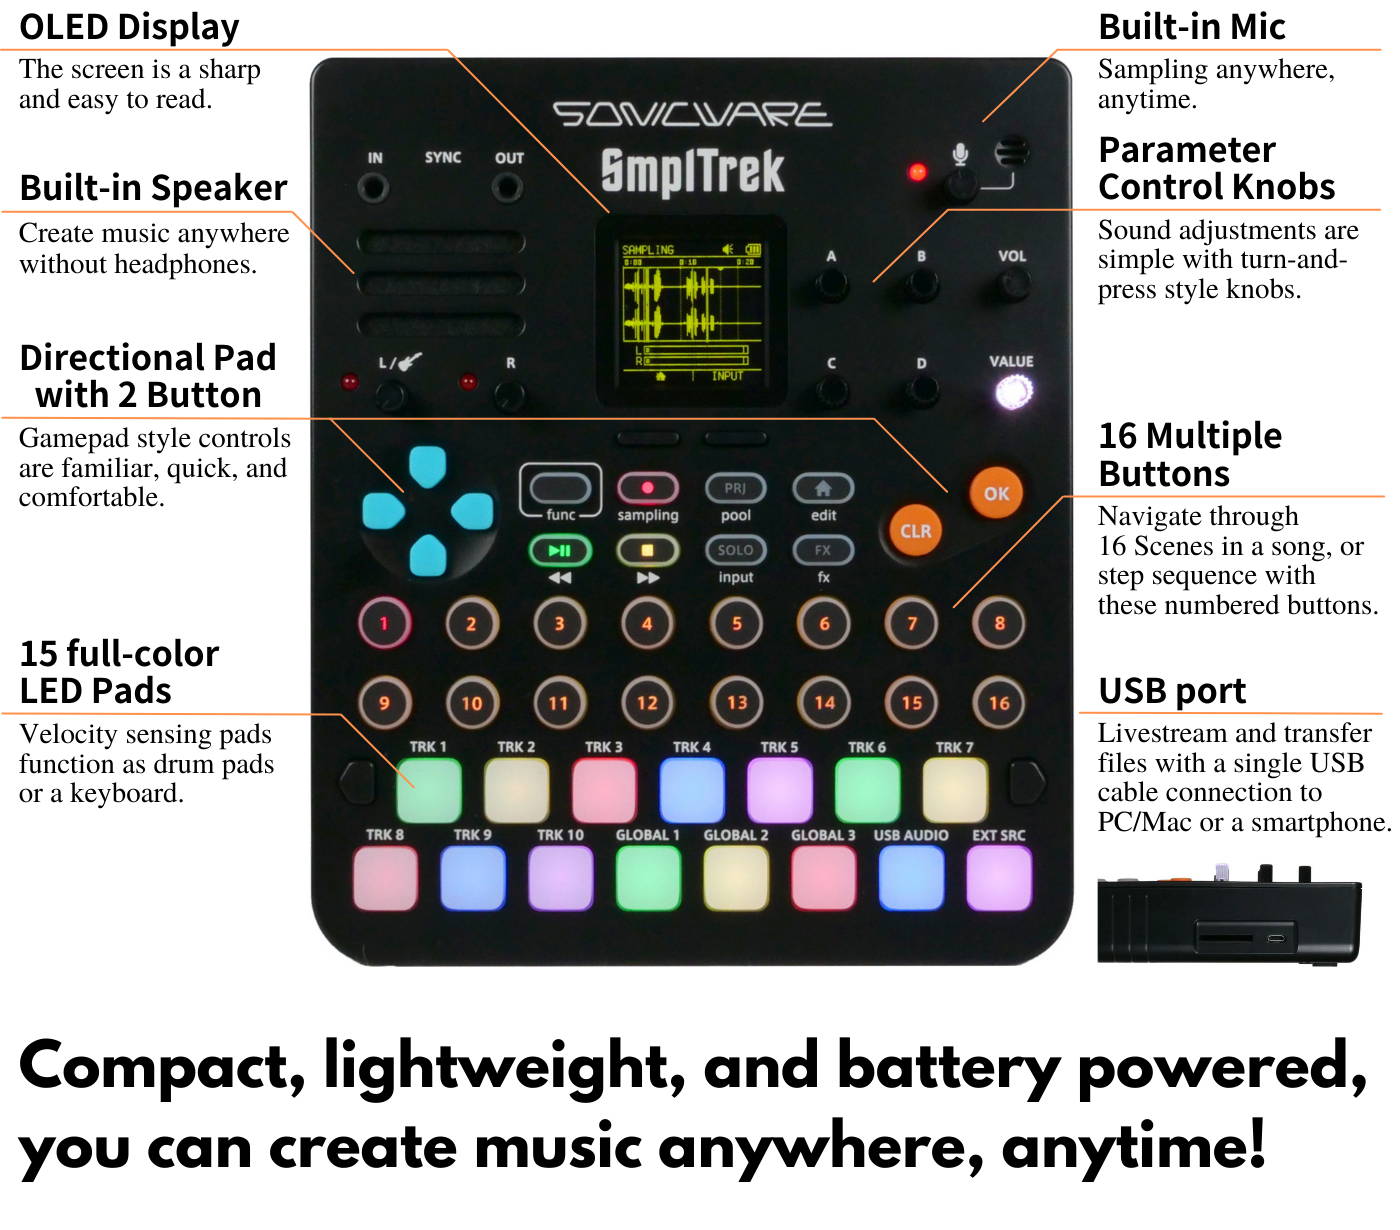 OLED Display
The screen is a sharp
and easy to read.
Built-in Speaker
Create music anywhere
without headphones.
Directional Pad
with 2 Button
Gamepad style controls
are familiar, quick, and
comfortable.
15 full-color
LED Pads
Velocity sensing pads
function as drum pads
or a keyboard.
SONICWARE
SmplTrek
IN SYNC OUT
SAMPLING
0:00 0:10 0:20
L
R
INPUT
L/ R
A B VOL
C D VALUE
func sampling PRJ pool edit
SOLO input FX fx
OK
CLR
1 2 3 4 5 6 7 8
9 10 11 12 13 14 15 16
TRK 1 TRK 2 TRK 3 TRK 4 TRK 5 TRK 6 TRK 7
TRK 8 TRK 9 TRK 10 GLOBAL 1 GLOBAL 2 GLOBAL 3 USB AUDIO EXT SRC
Built-in Mic
Sampling anywhere,
anytime.
Parameter
Control Knobs
Sound adjustments are
simple with turn-and-
press style knobs.
16 Multiple
Buttons
Navigate through
16 Scenes in a song, or
step sequence with
these numbered buttons.
USB port
Livestream and transfer
files with a single USB
cable connection to
PC/Mac or a smartphone.
Compact, lightweight, and battery powered,
you can create music anywhere, anytime!